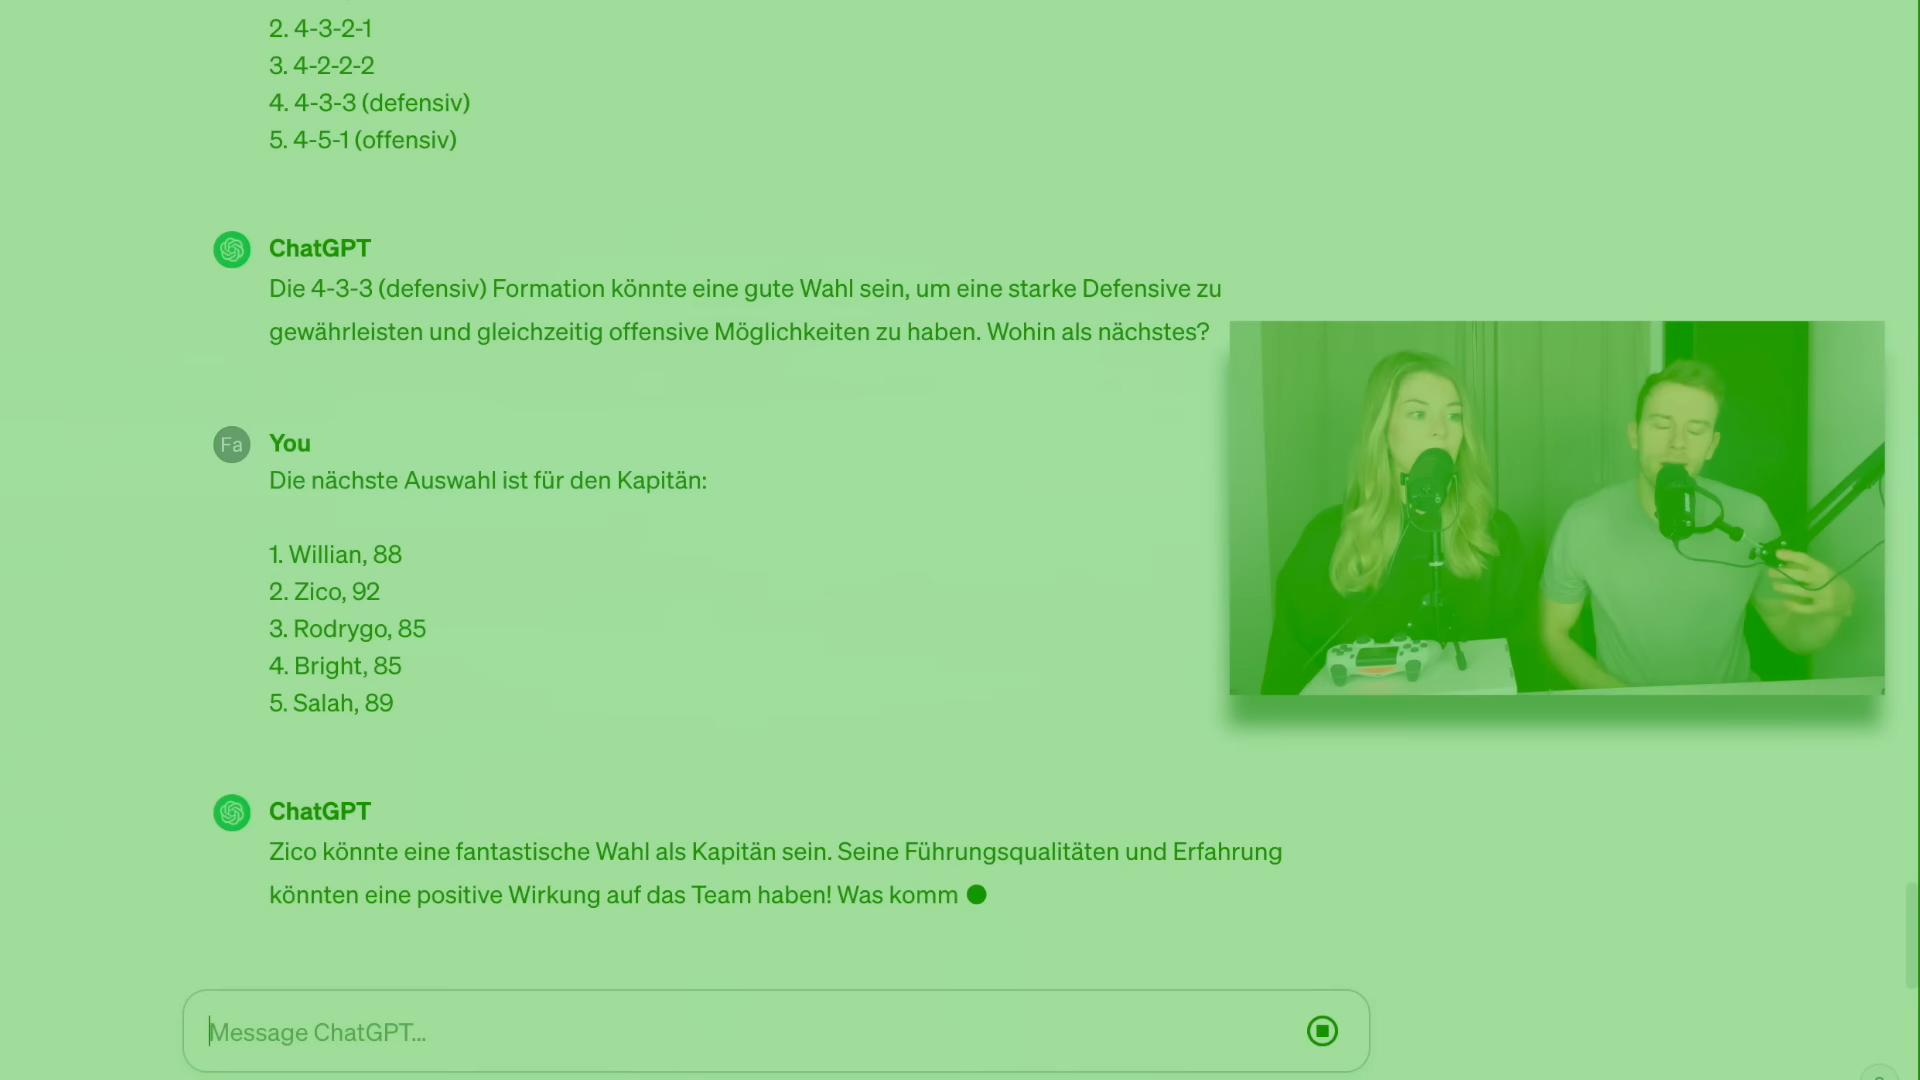 2. 4-3-2-1
3. 4-2-2-2
4. 4-3-3 (defensiv)
5. 4-5-1 (offensiv)
ChatGPT
Die 4-3-3 (defensiv) Formation könnte eine gute Wahl sein, um eine starke Defensive zu
gewährleisten und gleichzeitig offensive Möglichkeiten zu haben. Wohin als nächstes?
Fa
You
Die nächste Auswahl ist für den Kapitän:
1. Willian, 88
2. Zico, 92
3. Rodrygo, 85
4. Bright, 85
5. Salah, 89
ChatGPT
Zico könnte eine fantastische Wahl als Kapitän sein. Seine Führungsqualitäten und Erfahrung
könnten eine positive Wirkung auf das Team haben! Was komm
Message ChatGPT...